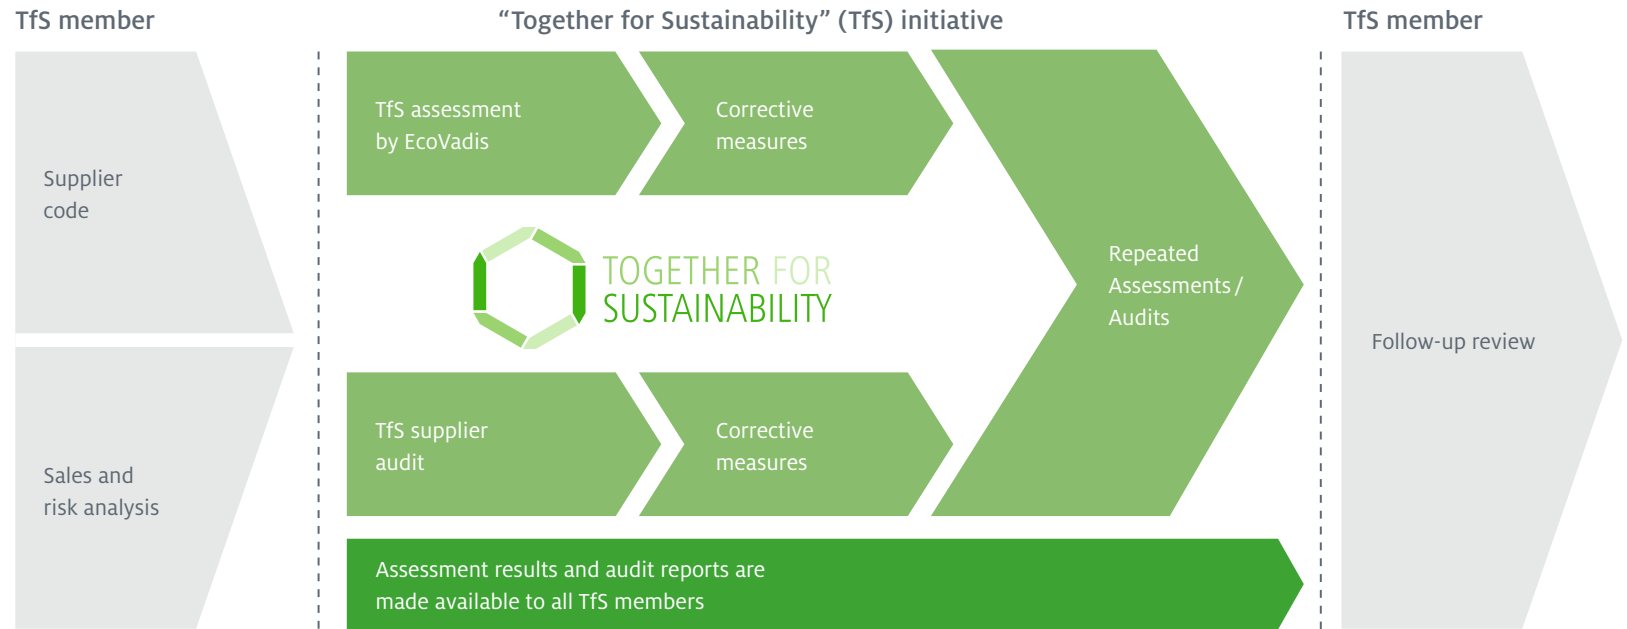 TfS member
“Together for Sustainability” (TfS) initiative
TfS member
Supplier
code
Sales and
risk analysis
TfS assessment
by EcoVadis
Corrective
measures
TOGETHER FOR
SUSTAINABILITY
TfS supplier
audit
Corrective
measures
Repeated
Assessments /
Audits
Assessment results and audit reports are
made available to all TfS members
Follow-up review